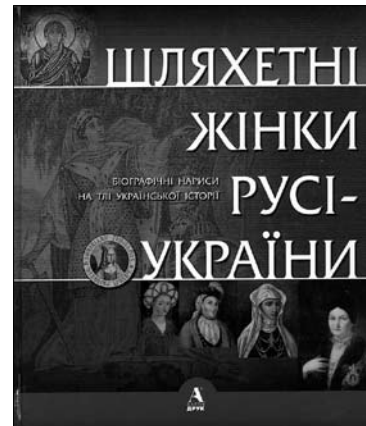 ШЛЯХЕТНІ
ЖІНКИ
БІОГРАФІЧНІ НАРИСИ
НА ТЛІ УКРАЇНСЬКОЇ ІСТОРІЇ
РУСІ-
УКРАЇНИ
А
ДРУК